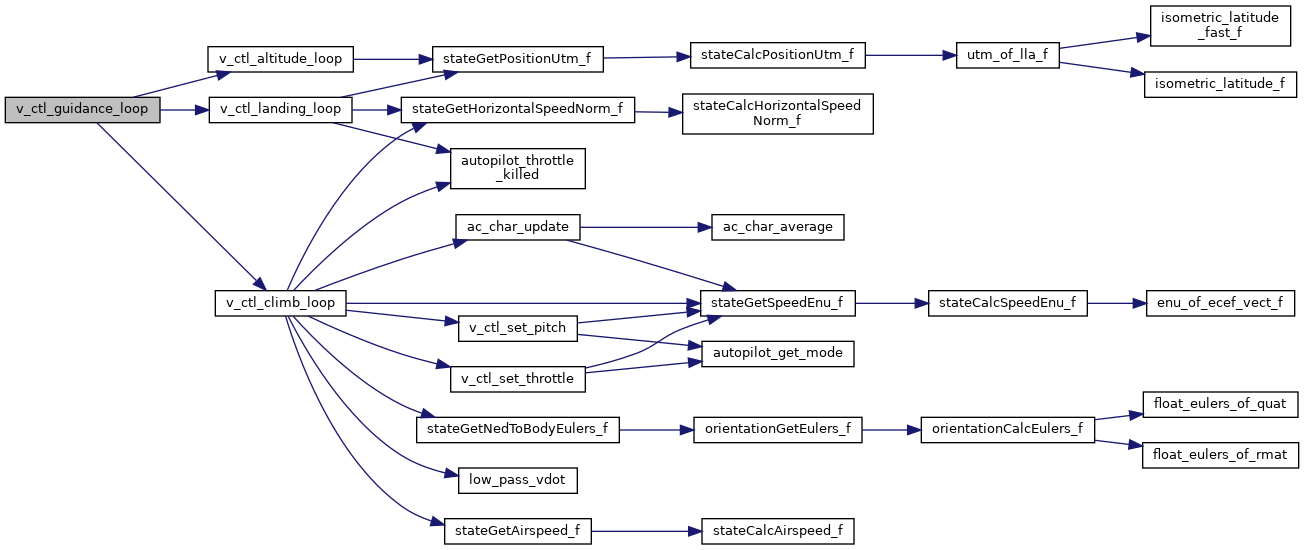 v_ctl_guidance_loop
v_ctl_altitude_loop
v_ctl_landing_loop
v_ctl_climb_loop
stateGetPositionUtm_f
stateGetHorizontalSpeedNorm_f
autopilot_throttle
_killed
ac_char_update
v_ctl_set_pitch
v_ctl_set_throttle
stateGetNedToBodyEulers_f
low_pass_vdot
stateGetAirspeed_f
stateCalcPositionUtm_f
stateCalcHorizontalSpeed
Norm_f
ac_char_average
stateGetSpeedEnu_f
autopilot_get_mode
orientationGetEulers_f
stateCalcAirspeed_f
utm_of_lla_f
stateCalcSpeedEnu_f
orientationCalcEulers_f
isometric_latitude
_fast_f
isometric_latitude_f
enu_of_ecef_vect_f
float_eulers_of_quat
float_eulers_of_rmat